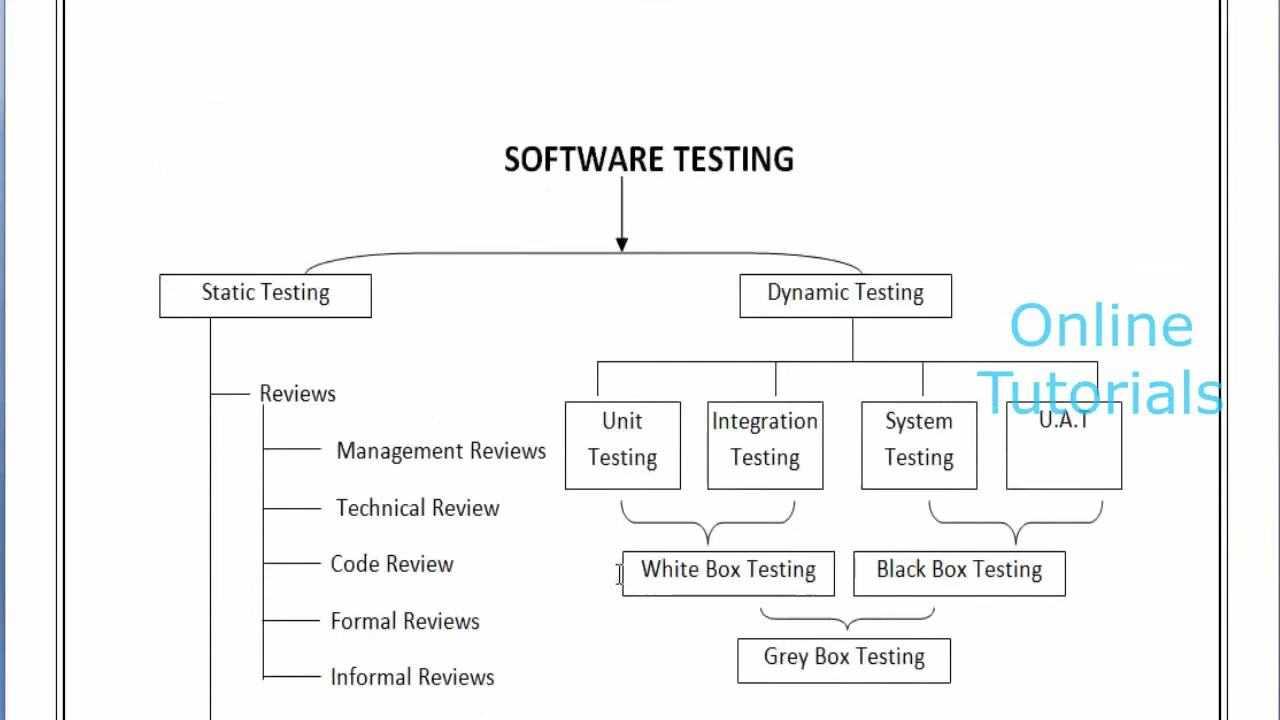 SOFTWARE TESTING
Static Testing
Dynamic Testing
Online
Tutorials
Reviews
Management Reviews
Technical Review
Code Review
Formal Reviews
Informal Reviews
Unit
Testing
Integration
Testing
System
Testing
U.A.T
White Box Testing
Black Box Testing
Grey Box Testing